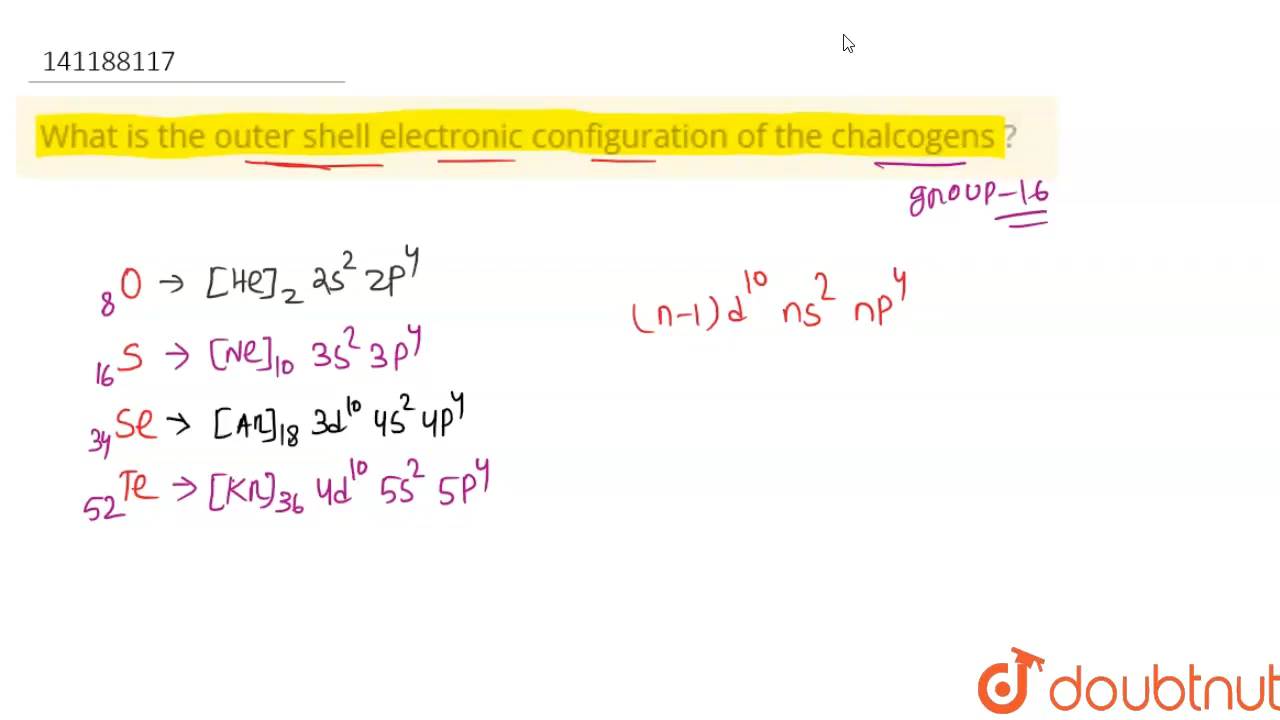 141188117
What is the outer shell electronic configuration of the chalcogens ?
group-16
₈O → [He]₂ 2s² 2p⁴
(n-1)d¹⁰ ns² np⁴
₁₆S → [Ne]₁₀ 3s² 3p⁴
₃₄Se → [Ar]₁₈ 3d¹⁰ 4s² 4p⁴
₅₂Te → [Kr]₃₆ 4d¹⁰ 5s² 5p⁴
doubtnut